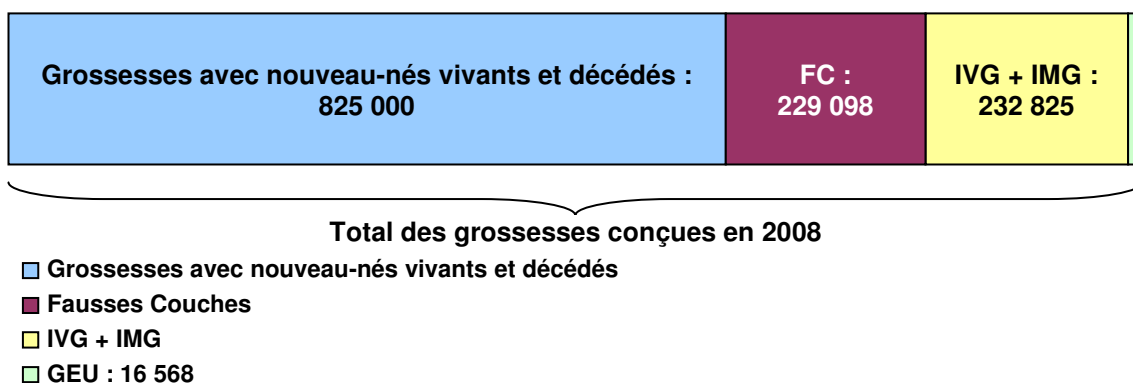 Grossesses avec nouveau-nés vivants et décédés :
825 000
FC :
229 098
IVG + IMG :
232 825
Total des grossesses conçues en 2008
Grossesses avec nouveau-nés vivants et décédés
Fausses Couches
IVG + IMG
GEU : 16 568